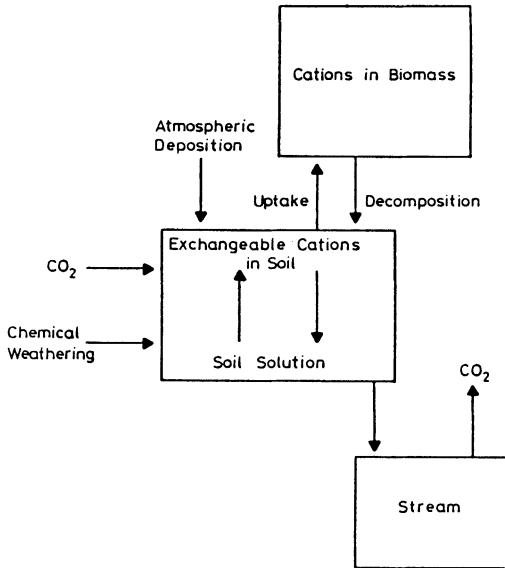 Cations in Biomass
Atmospheric
Deposition
Uptake
Decomposition
Exchangeable Cations
in Soil
CO₂
Chemical
Weathering
Soil Solution
CO₂
Stream